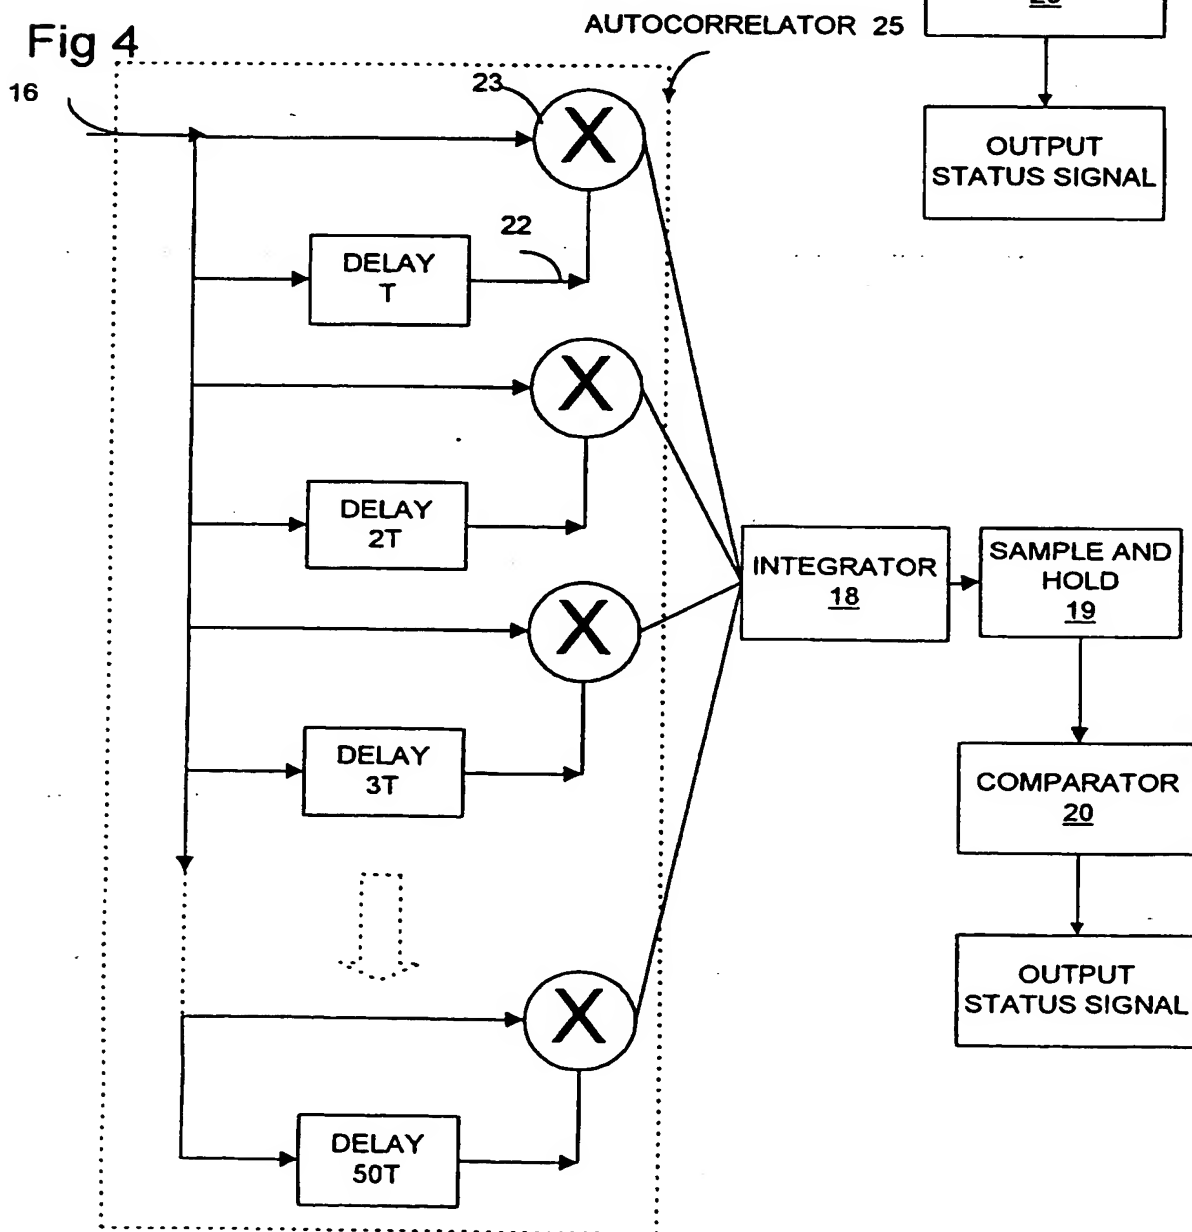 Fig 4
AUTOCORRELATOR 25
16
23
X
OUTPUT
STATUS SIGNAL
22
DELAY
T
X
DELAY
2T
X
INTEGRATOR
18
SAMPLE AND
HOLD
19
DELAY
3T
COMPARATOR
20
X
OUTPUT
STATUS SIGNAL
DELAY
50T